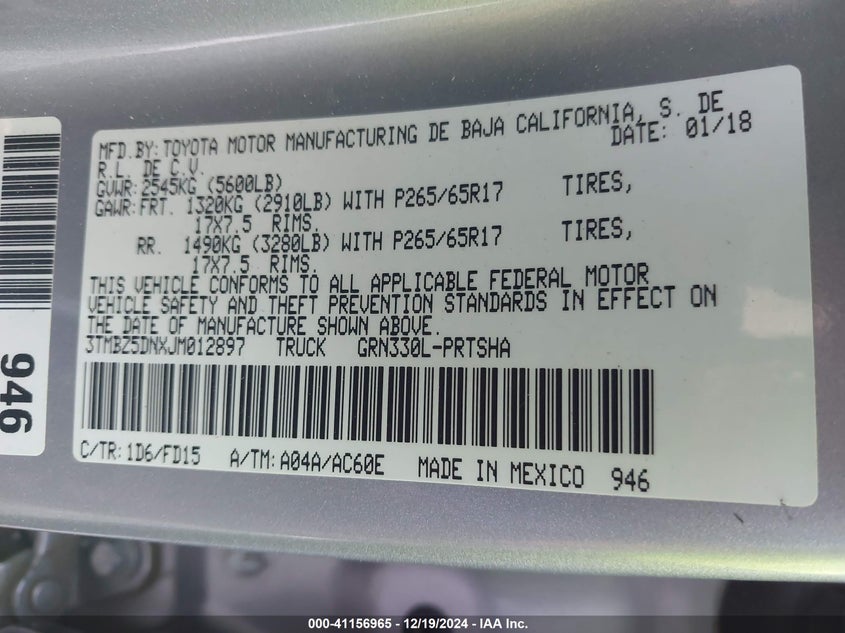 MFD.BY: TOYOTA MOTOR MANUFACTURING DE BAJA CALIFORNIA, S. DE
R.L. DE C.V. DATE: 01/18
GVWR: 2545KG (5600LB)
GAWR: FRT. 1320KG (2910LB) WITH P265/65R17 TIRES,
17X7.5 RIMS.
RR. 1490KG (3280LB) WITH P265/65R17 TIRES,
17X7.5 RIMS.
THIS VEHICLE CONFORMS TO ALL APPLICABLE FEDERAL MOTOR
VEHICLE SAFETY AND THEFT PREVENTION STANDARDS IN EFFECT ON
THE DATE OF MANUFACTURE SHOWN ABOVE.
3TMBZ5DNXJM012897 TRUCK GRN330L-PRTSHA
C/TR: 1D6/FD15 A/TM: A04A/AC60E MADE IN MEXICO 946
946
000-41156965 - 12/19/2024 - IAA Inc.